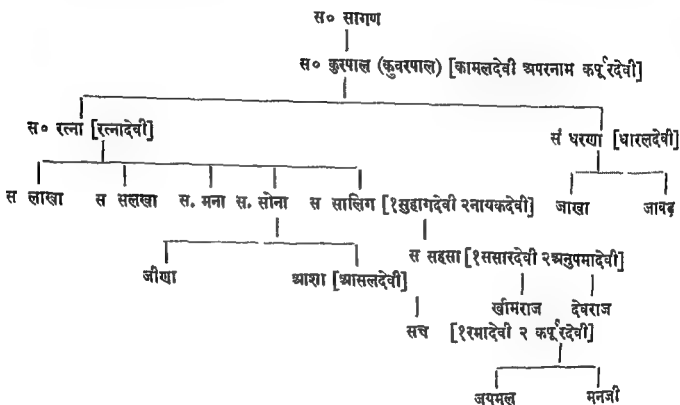 स० सागण
स० कुरपाल (कुवरपाल) [कामलदेवी अपरनाम कर्पूरदेवी]
स० रत्ना [रत्नादेवी]
सं धरणा [धारलदेवी]
स लाखा स सलखा स. मना स. सोना स सालिग [१सुहागदेवी २नायकदेवी] जाखा जावड़
स सहसा [१ससारदेवी २अनुपमादेवी]
जीणा आशा [आसलदेवी]
खीमराज देवराज
सच [१रमादेवी २ कर्पूरदेवी]
जयमल मनजी